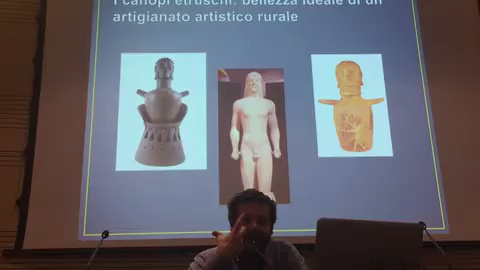 I canopi etruschi: bellezza ideale di un
artigianato artistico rurale